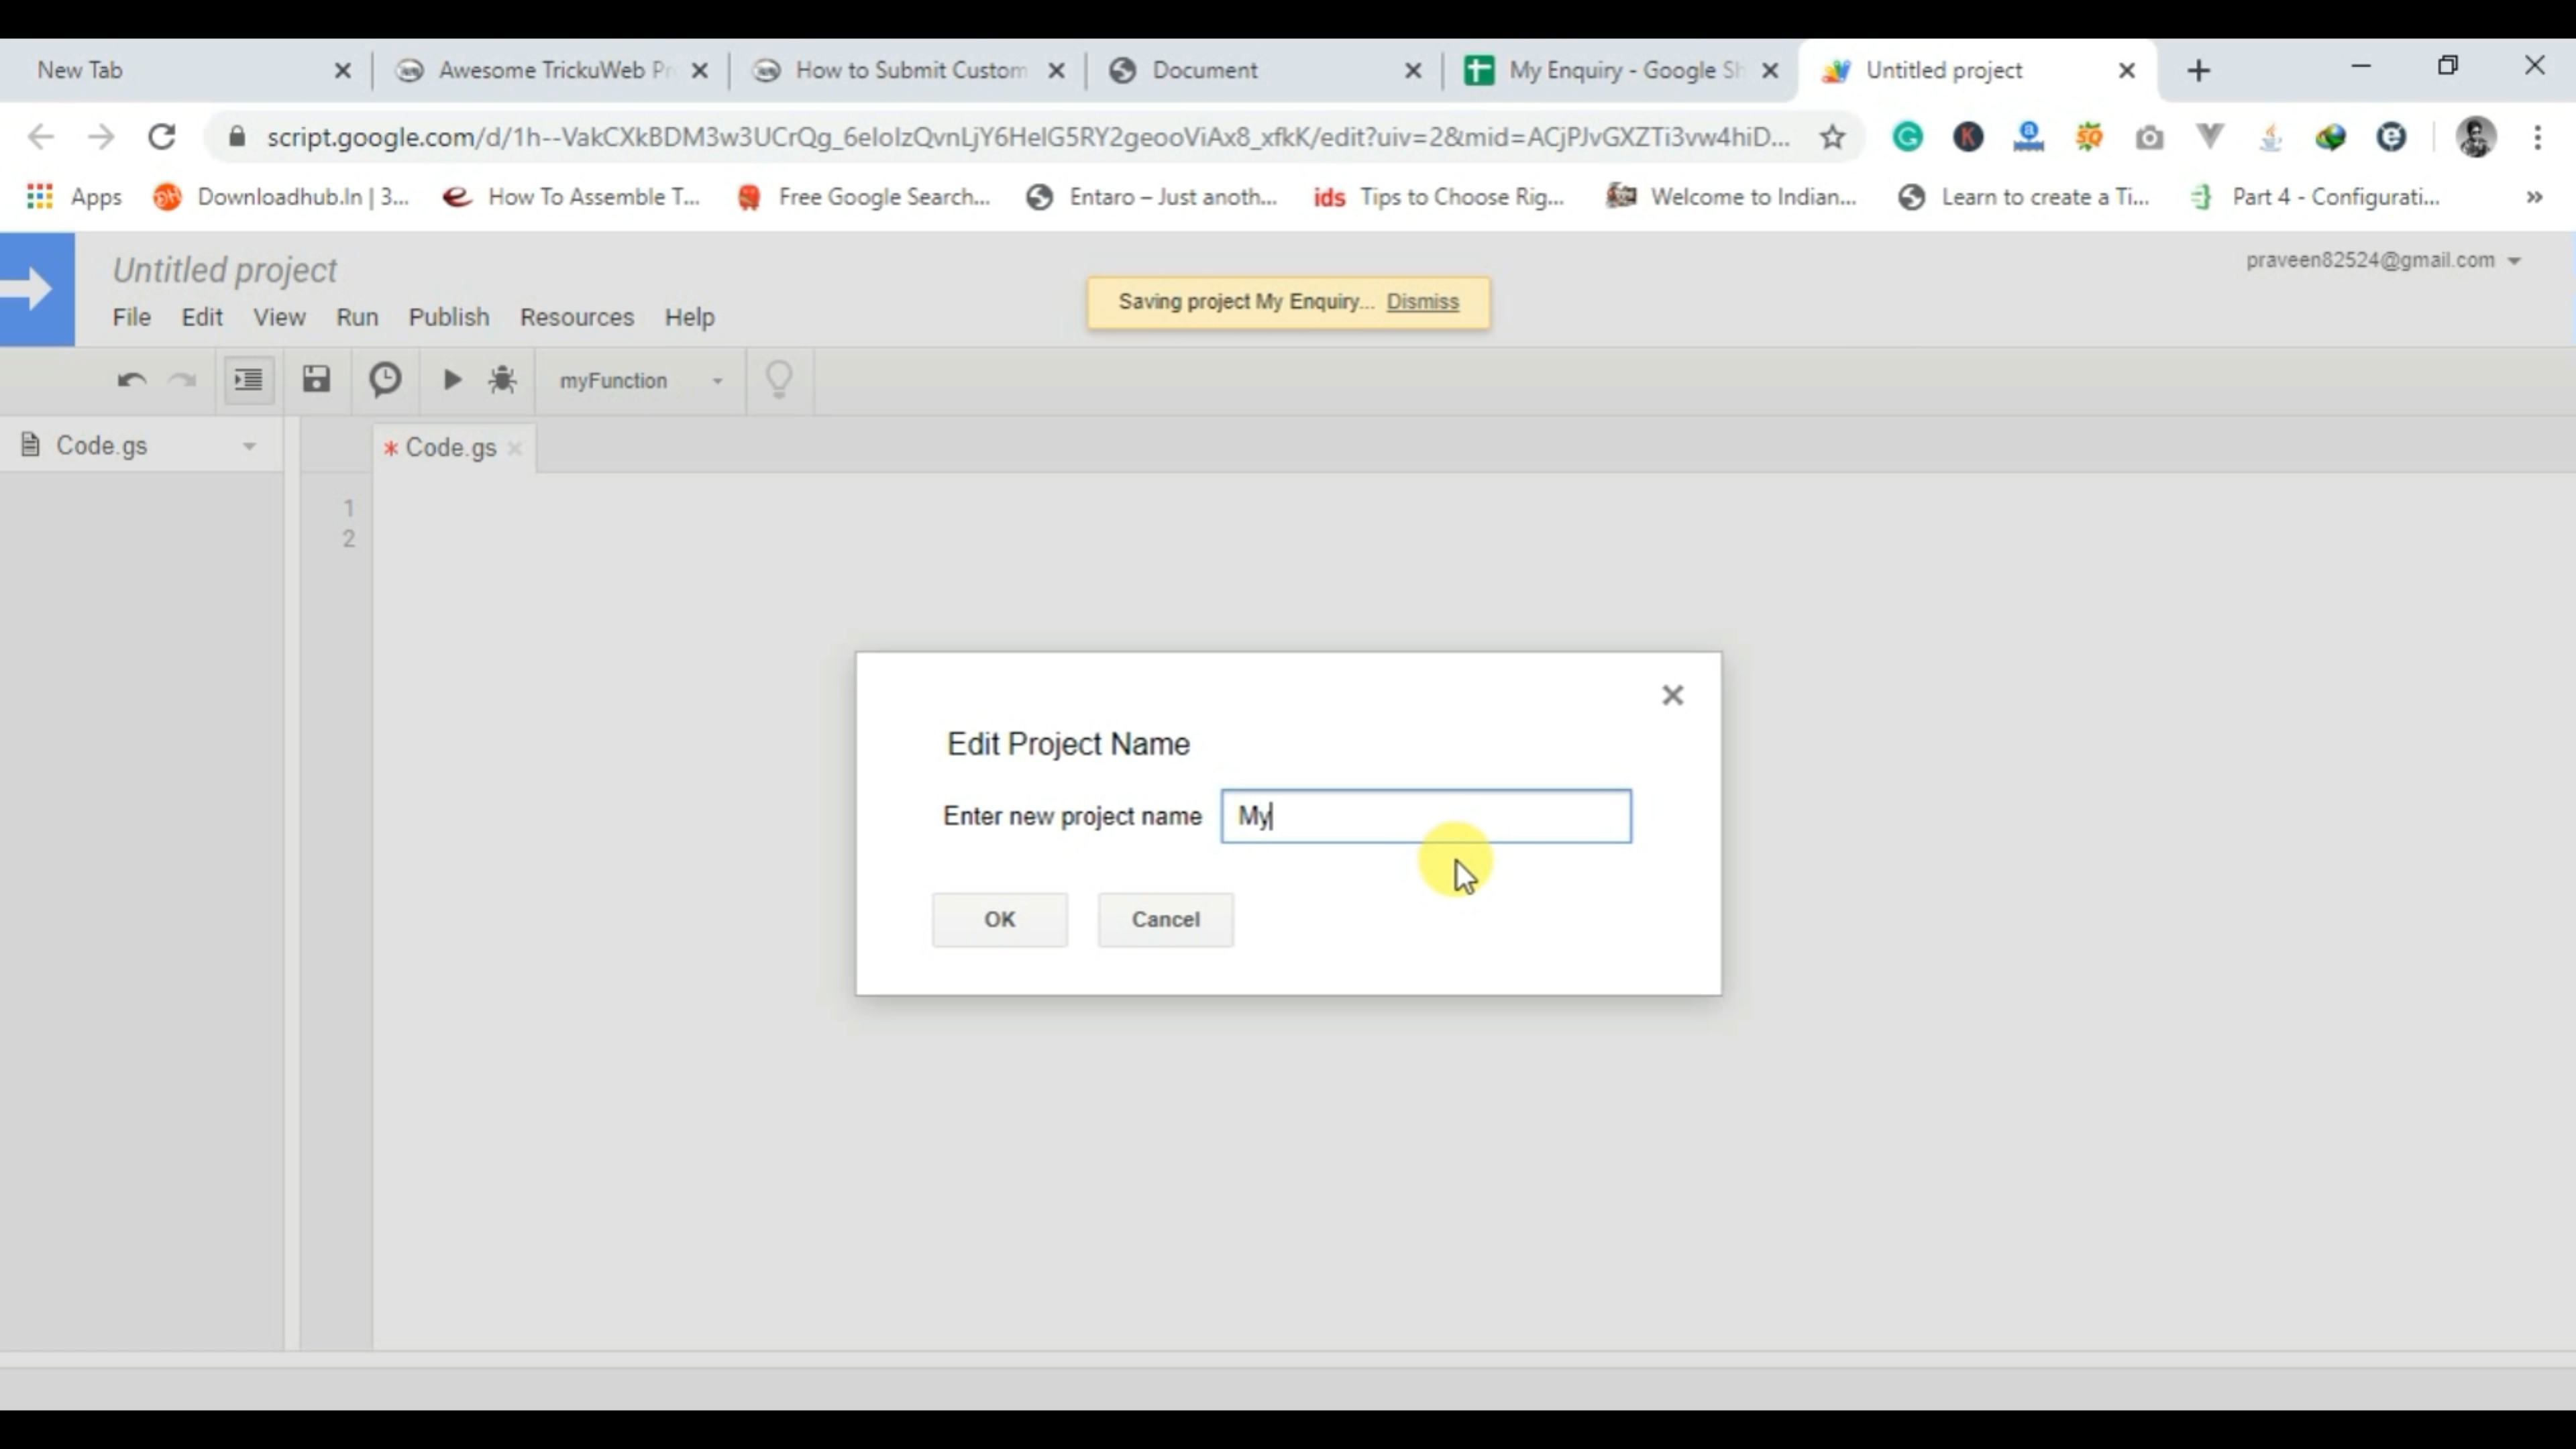 New Tab
Awesome TrickuWeb Pr
How to Submit Custom
Document
My Enquiry - Google Sh
Untitled project
script.google.com/d/1h--VakCXkBDM3w3UCrQg_6eIoIzQvnLjY6HeIG5RY2geooViAx8_xfkK/edit?uiv=2&mid=ACjPJvGXZTi3vw4hiD...
Apps
Downloadhub.In | 3...
How To Assemble T...
Free Google Search...
Entaro – Just anoth...
ids
Tips to Choose Rig...
Welcome to Indian...
Learn to create a Ti...
Part 4 - Configurati...
»
Untitled project
Saving project My Enquiry... Dismiss
praveen82524@gmail.com
File Edit View Run Publish Resources Help
myFunction
Code.gs
* Code.gs
1
2
Edit Project Name
Enter new project name My
OK Cancel